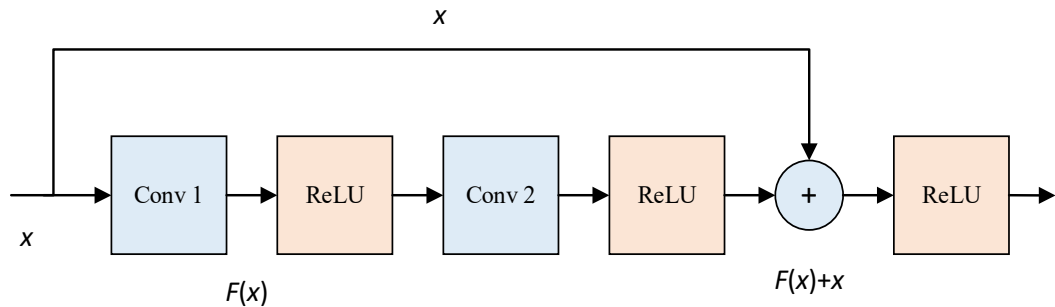 x
Conv 1
ReLU
Conv 2
ReLU
+
ReLU
x
F(x)
F(x)+x